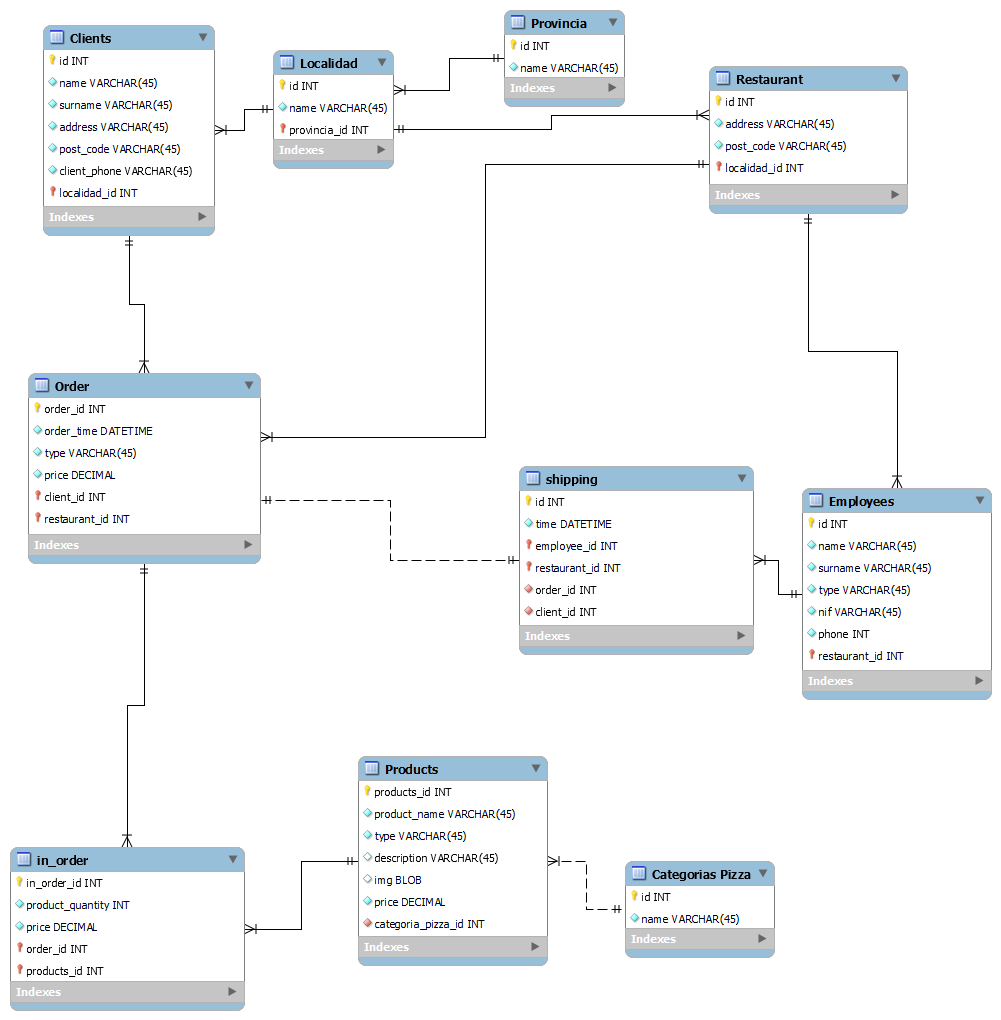 Clients
id INT
name VARCHAR(45)
surname VARCHAR(45)
address VARCHAR(45)
post_code VARCHAR(45)
client_phone VARCHAR(45)
localidad_id INT
Indexes
Localidad
id INT
name VARCHAR(45)
provincia_id INT
Indexes
Provincia
id INT
name VARCHAR(45)
Indexes
Restaurant
id INT
address VARCHAR(45)
post_code VARCHAR(45)
localidad_id INT
Indexes
Order
order_id INT
order_time DATETIME
type VARCHAR(45)
price DECIMAL
client_id INT
restaurant_id INT
Indexes
shipping
id INT
time DATETIME
employee_id INT
restaurant_id INT
order_id INT
client_id INT
Indexes
Employees
id INT
name VARCHAR(45)
surname VARCHAR(45)
type VARCHAR(45)
nif VARCHAR(45)
phone INT
restaurant_id INT
Indexes
in_order
in_order_id INT
product_quantity INT
price DECIMAL
order_id INT
products_id INT
Indexes
Products
products_id INT
product_name VARCHAR(45)
type VARCHAR(45)
description VARCHAR(45)
img BLOB
price DECIMAL
categoria_pizza_id INT
Indexes
Categorias Pizza
id INT
name VARCHAR(45)
Indexes